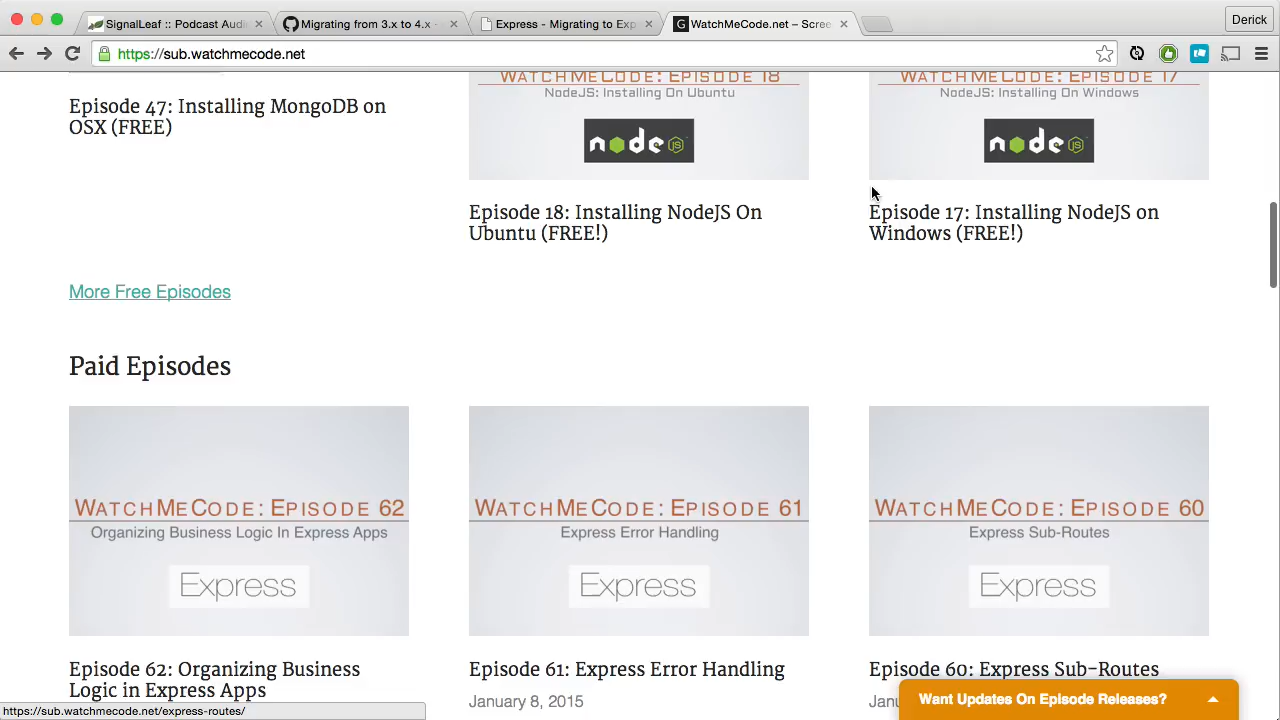 SignalLeaf :: Podcast Audi
Migrating from 3.x to 4.x ·
Express - Migrating to Exp
WatchMeCode.net – Scree
Derick
https://sub.watchmecode.net
WATCHMECODE: EPISODE 18
WATCHMECODE: EPISODE 17
NodeJS: Installing On Ubuntu
NodeJS: Installing On Windows
Episode 47: Installing MongoDB on
OSX (FREE)
node JS
node JS
Episode 18: Installing NodeJS On
Ubuntu (FREE!)
Episode 17: Installing NodeJS on
Windows (FREE!)
More Free Episodes
Paid Episodes
WATCHMECODE: EPISODE 62
Organizing Business Logic In Express Apps
Express
WATCHMECODE: EPISODE 61
Express Error Handling
Express
WATCHMECODE: EPISODE 60
Express Sub-Routes
Express
Episode 62: Organizing Business
Logic in Express Apps
Episode 61: Express Error Handling
January 8, 2015
Episode 60: Express Sub-Routes
Want Updates On Episode Releases?
https://sub.watchmecode.net/express-routes/